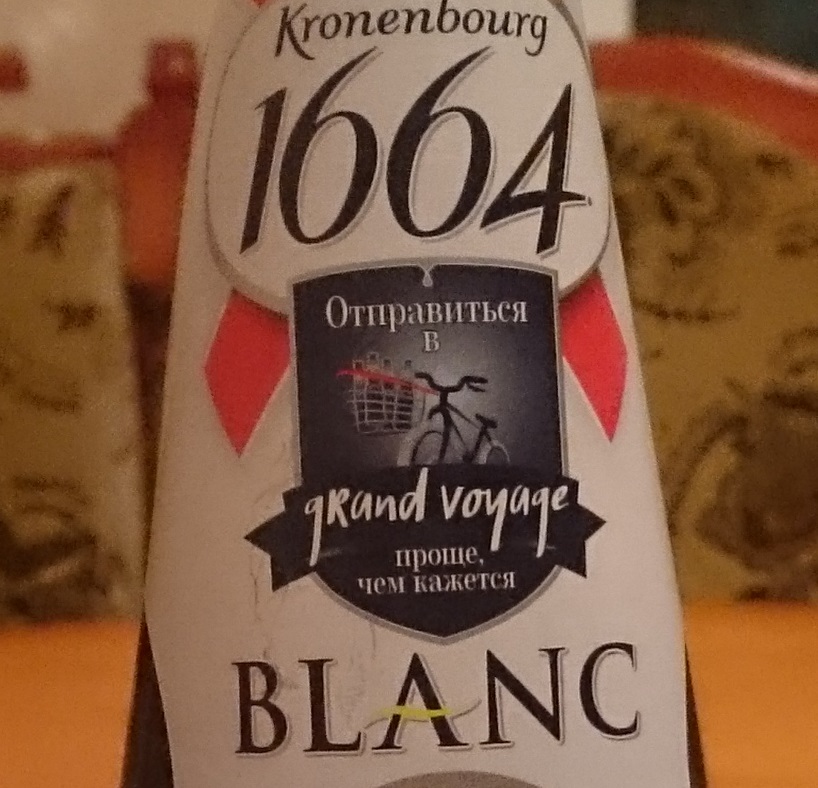 Kronenbourg
1664
Отправиться
в
grand voyage
проще,
чем кажется
BLANC